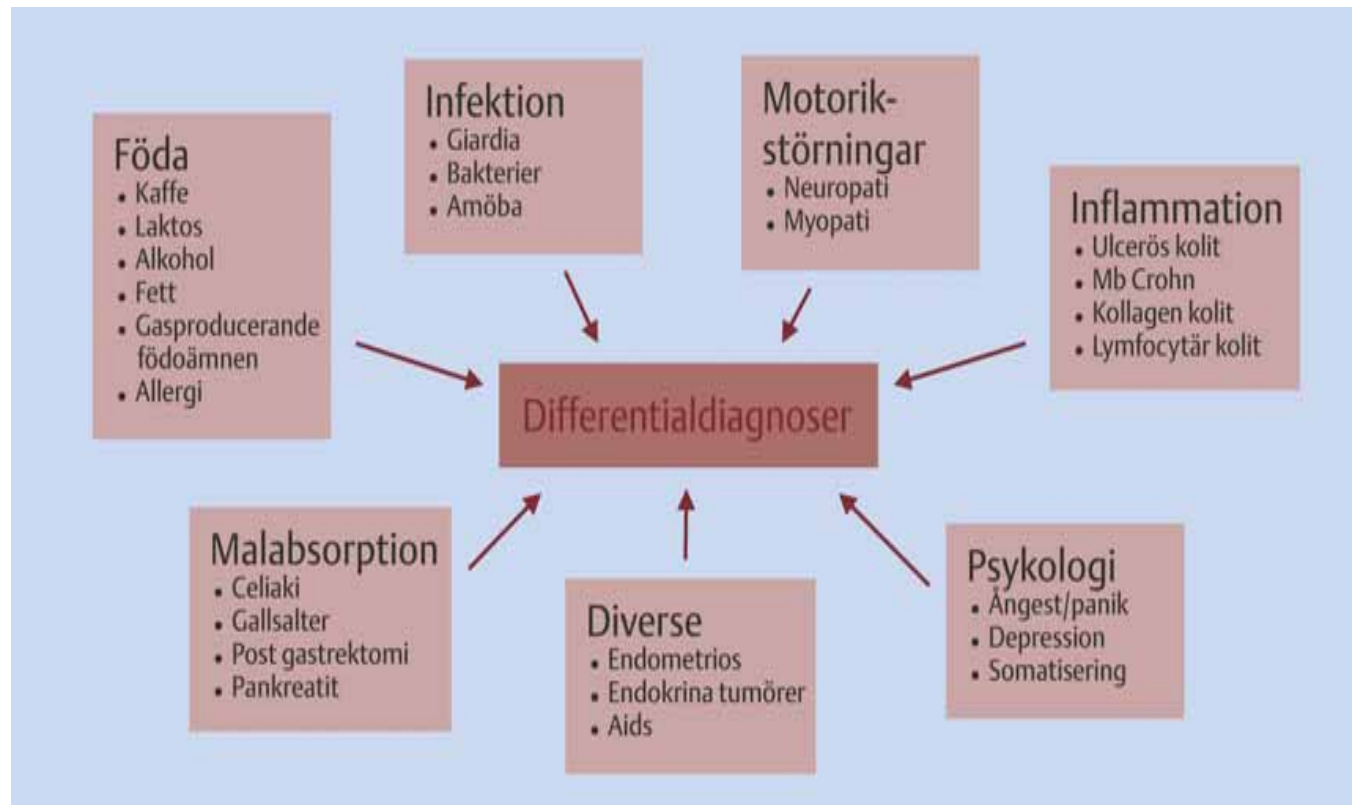 Föda
• Kaffe
• Laktos
• Alkohol
• Fett
• Gasproducerande
födoämnen
• Allergi
Infektion
• Giardia
• Bakterier
• Amöba
Motorik-
störningar
• Neuropati
• Myopati
Inflammation
• Ulcerös kolit
• Mb Crohn
• Kollagen kolit
• Lymfocytär kolit
Differentialdiagnoser
Malabsorption
• Celiaki
• Gallsalter
• Post gastrektomi
• Pankreatit
Diverse
• Endometrios
• Endokrina tumörer
• Aids
Psykologi
• Ångest/panik
• Depression
• Somatisering